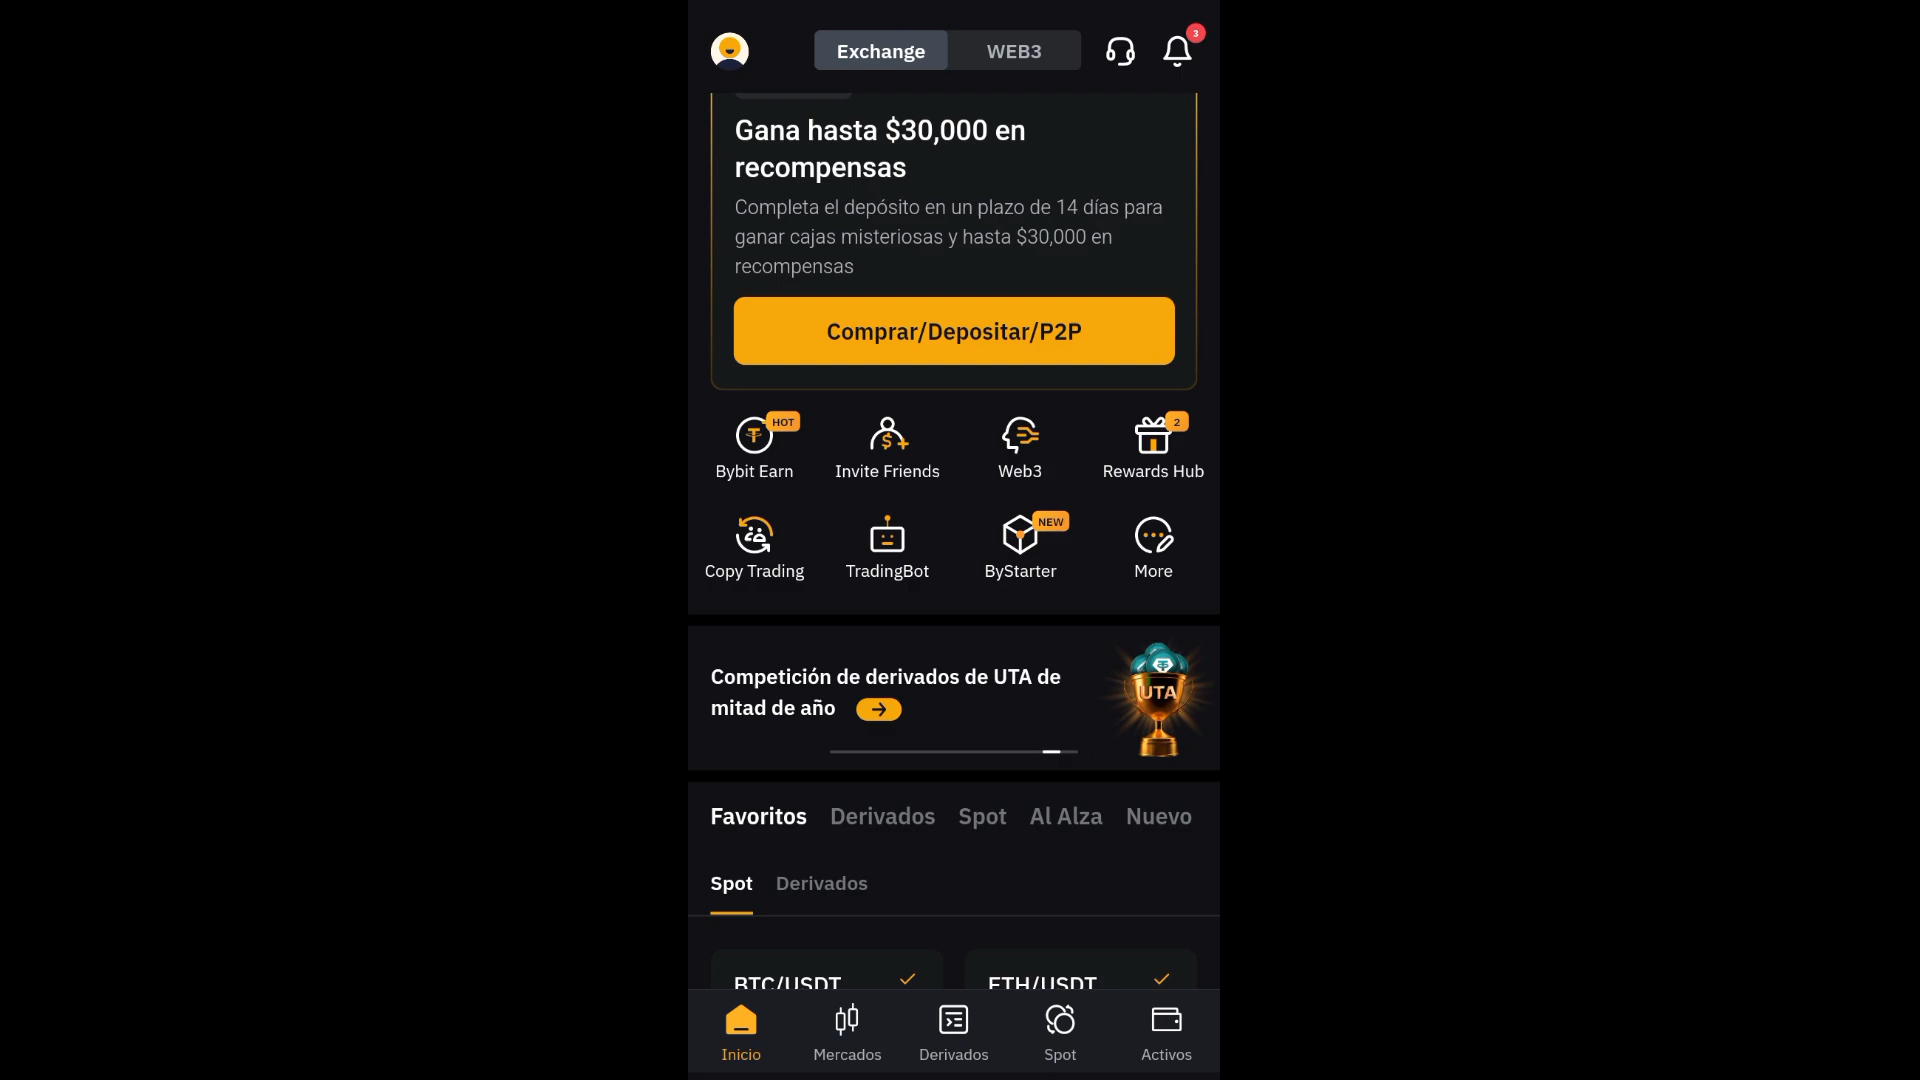 Exchange WEB3 3
Gana hasta $30,000 en
recompensas
Completa el depósito en un plazo de 14 días para
ganar cajas misteriosas y hasta $30,000 en
recompensas
Comprar/Depositar/P2P
HOT 2
Bybit Earn Invite Friends Web3 Rewards Hub
NEW
Copy Trading TradingBot ByStarter More
Competición de derivados de UTA de
mitad de año
UTA
Favoritos Derivados Spot Al Alza Nuevo
Spot Derivados
BTC/USDT ETH/USDT
Inicio Mercados Derivados Spot Activos